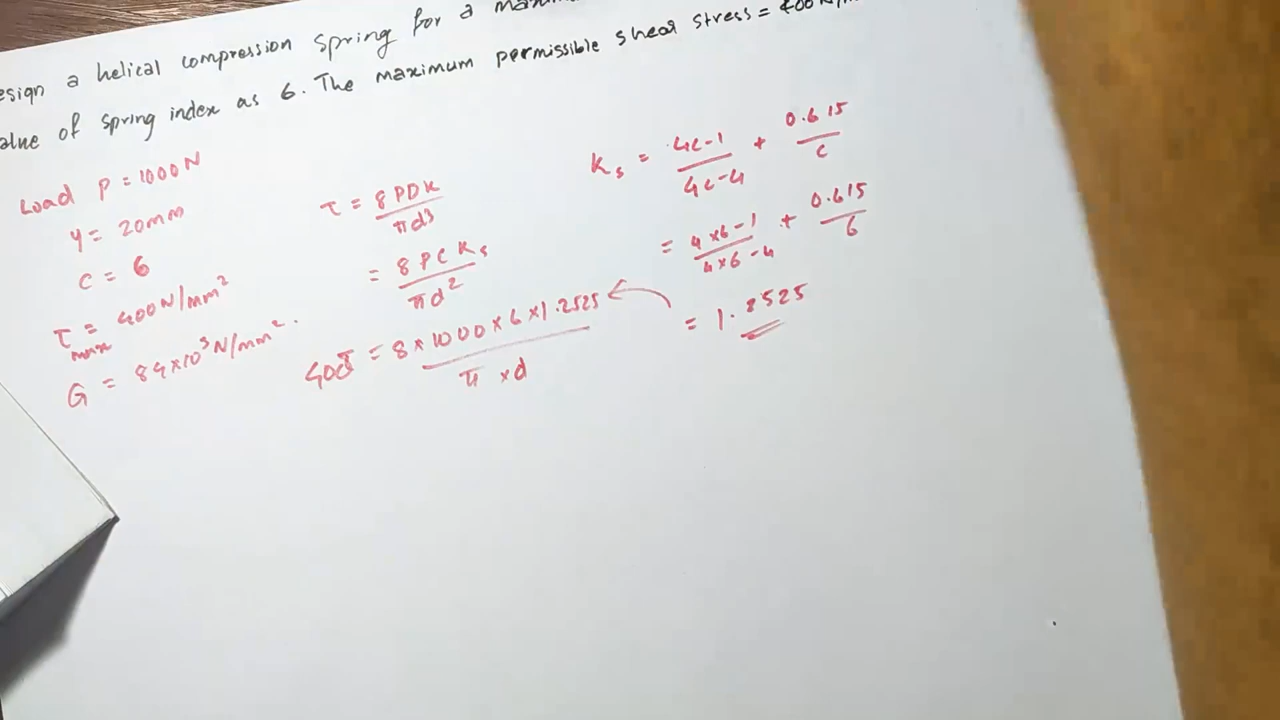 esign a helical compression spring for a
alue of spring index as 6. The maximum permissible shear stress = 400 N/
Load P = 1000 N
y = 20mm
C = 6
τmax = 400 N/mm²
G = 84×10³ N/mm².
τ = 8PDK / πd3
= 8PCKs / πd²
= 8 × 1000 × 6 × 1.2525 / π × d
Ks = 4c-1 / 4c-4 + 0.615 / c
= 4×6-1 / 4×6-4 + 0.615 / 6
= 1.2525